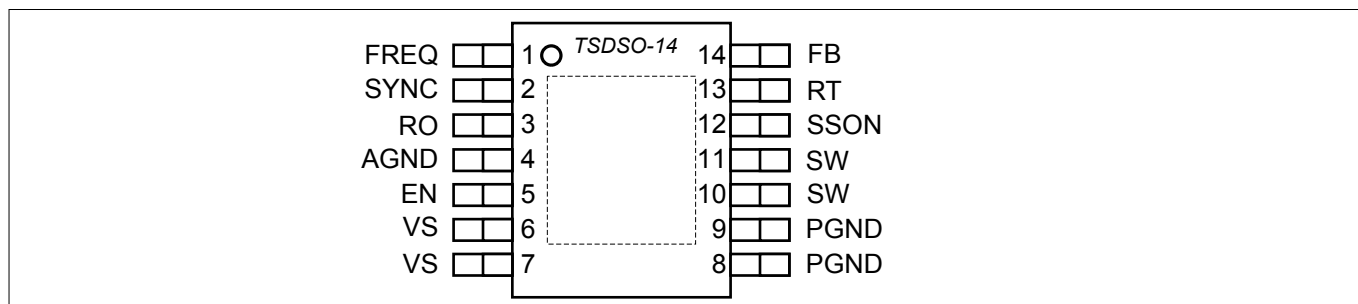 FREQ 1 TSDSO-14 14 FB
SYNC 2 13 RT
RO 3 12 SSON
AGND 4 11 SW
EN 5 10 SW
VS 6 9 PGND
VS 7 8 PGND